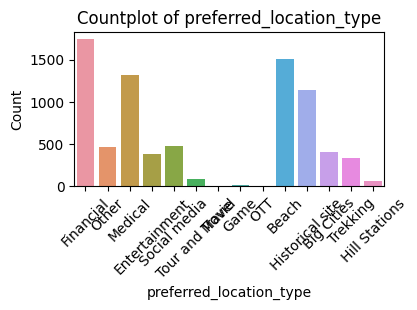 Countplot of preferred_location_type
Count
1500
1000
500
0
Financial
Other
Medical
Entertainment
Social media
Tour and Travel
Movie
Game
OTT
Beach
Historical site
Big Cities
Trekking
Hill Stations
preferred_location_type